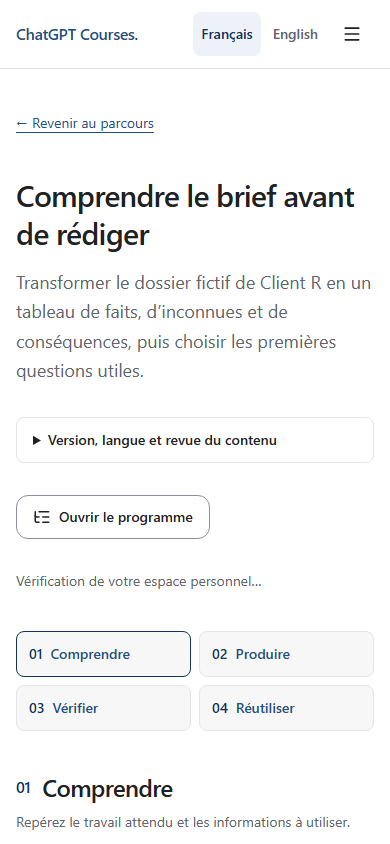 ChatGPT Courses.
Français English
← Revenir au parcours
Comprendre le brief avant
de rédiger
Transformer le dossier fictif de Client R en un
tableau de faits, d’inconnues et de
conséquences, puis choisir les premières
questions utiles.
Version, langue et revue du contenu
Ouvrir le programme
Vérification de votre espace personnel…
01 Comprendre
02 Produire
03 Vérifier
04 Réutiliser
01 Comprendre
Repérez le travail attendu et les informations à utiliser.